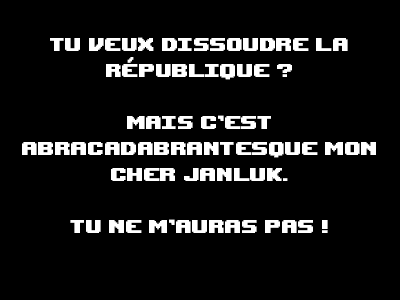 TU VEUX DISSOUDRE LA
RÉPUBLIQUE ?
MAIS C'EST
ABRACADABRANTESQUE MON
CHER JANLUK.
TU NE M'AURAS PAS !